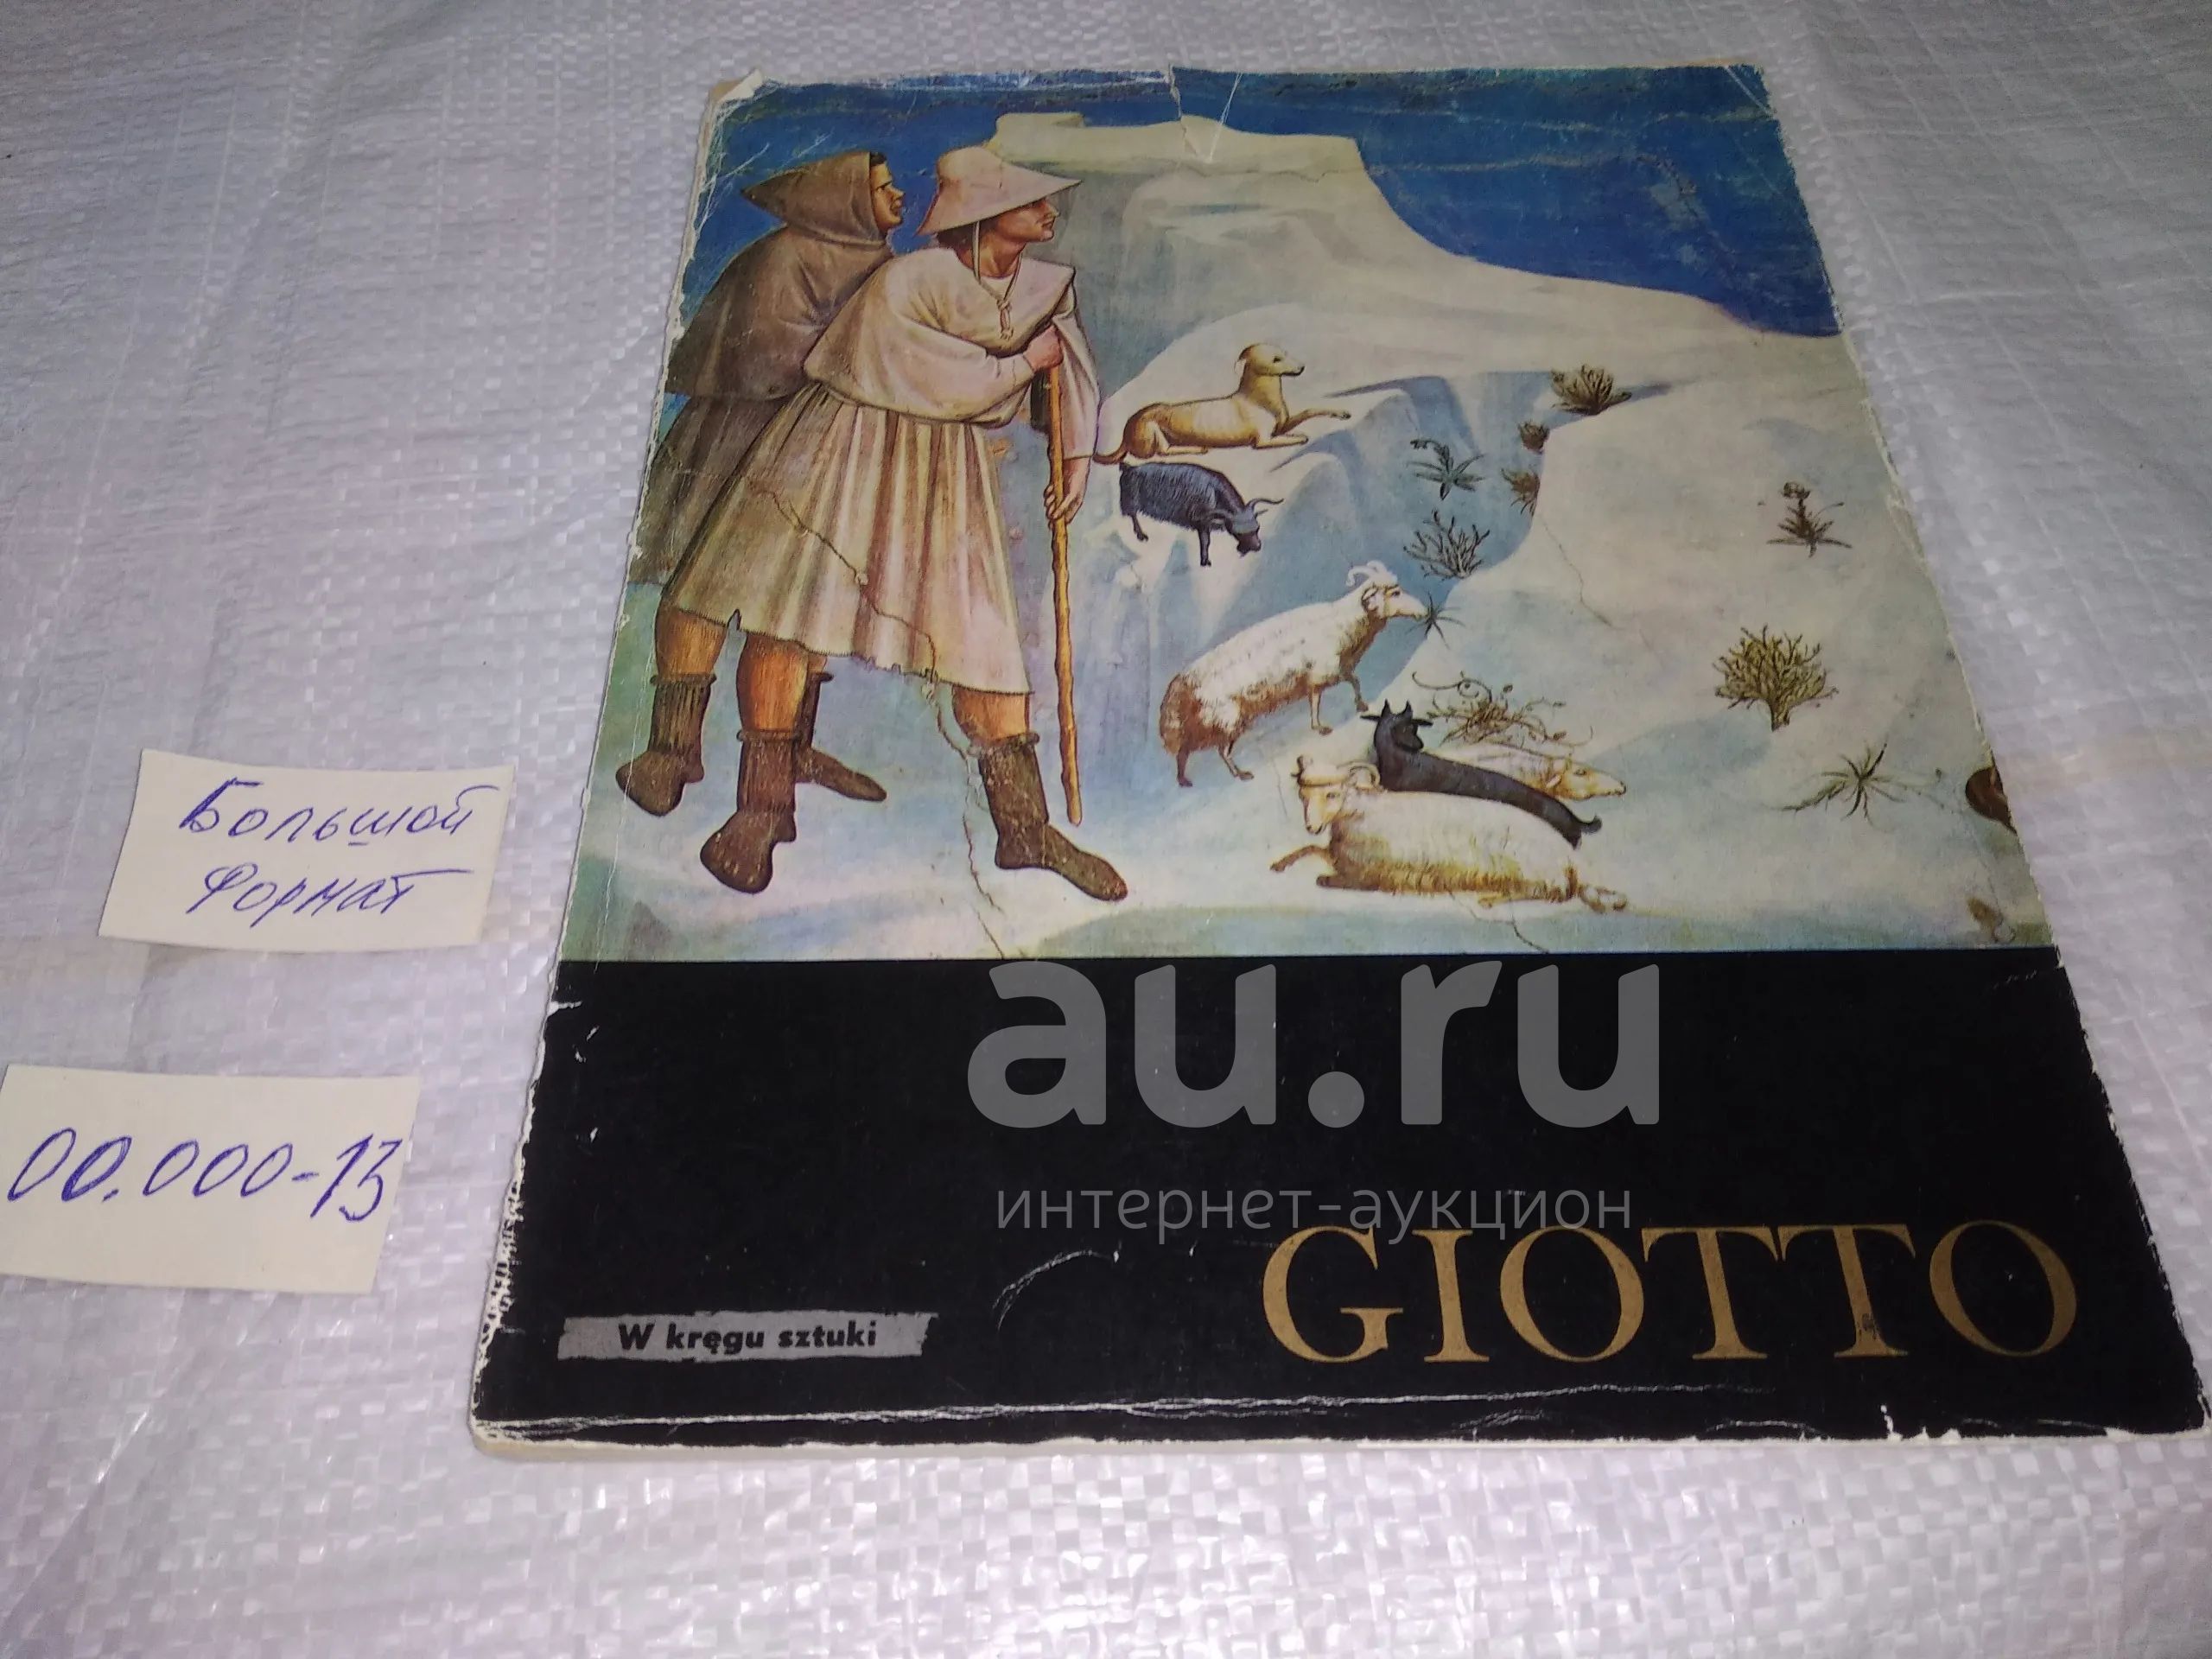 Большой
Формат
00.000-13
au.ru
интернет-аукцион
GIOTTO
W kręgu sztuki